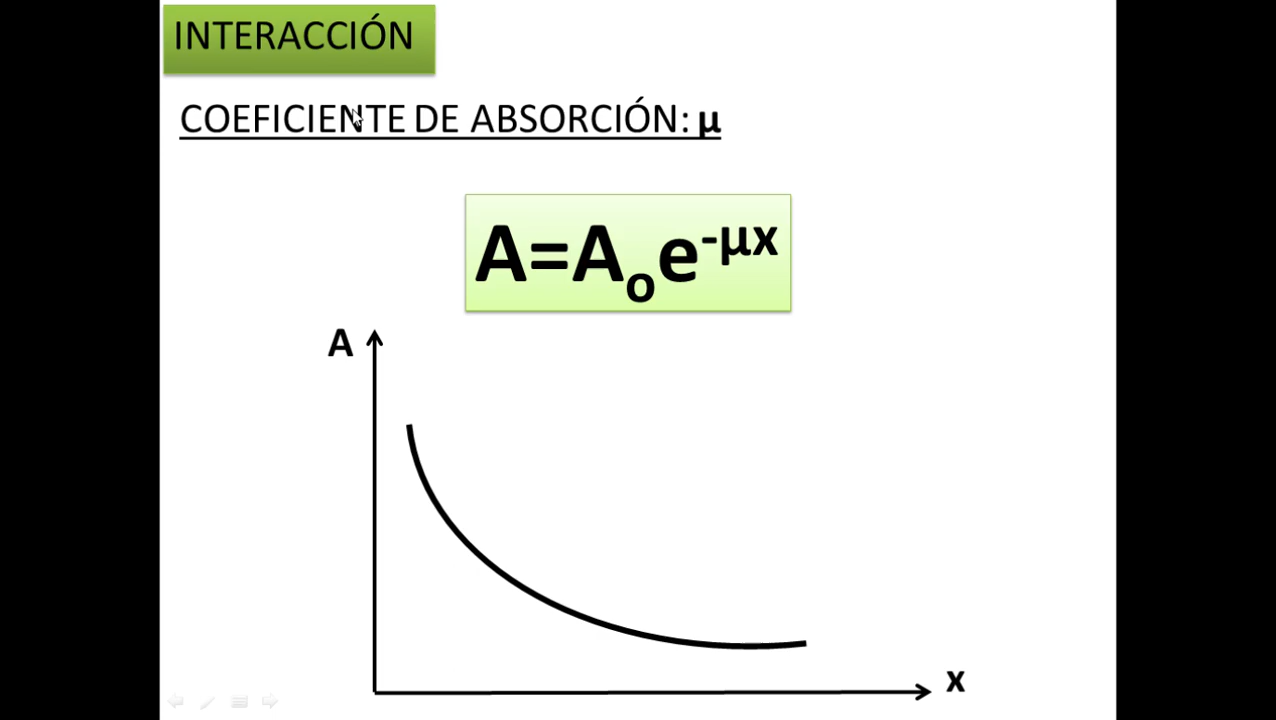 INTERACCIÓN
COEFICIENTE DE ABSORCIÓN: μ
A=Aₒe^-μx
A
x